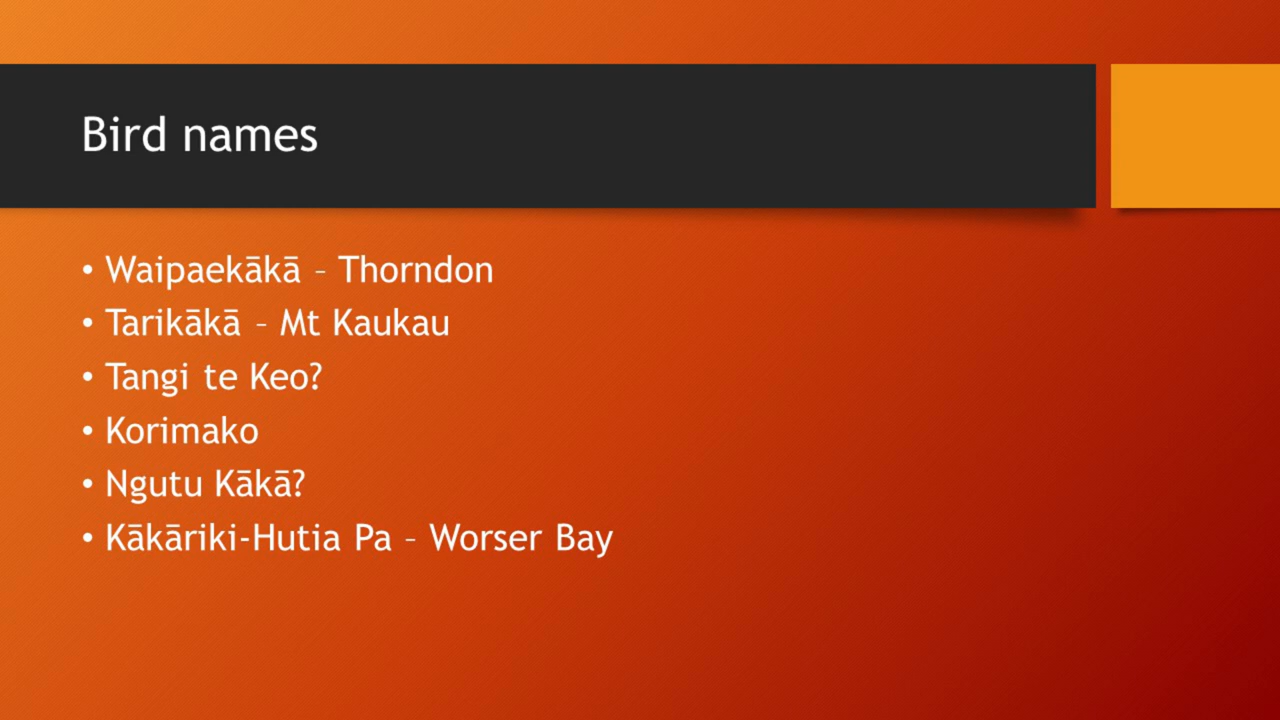 Bird names
• Waipaekākā – Thorndon
• Tarikākā – Mt Kaukau
• Tangi te Keo?
• Korimako
• Ngutu Kākā?
• Kākāriki-Hutia Pa – Worser Bay